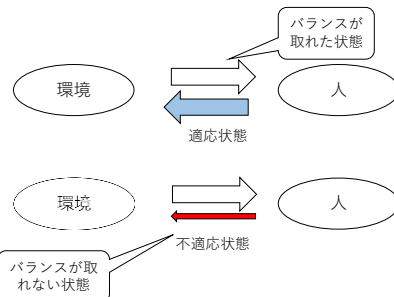 バランスが
取れた状態
環境
人
適応状態
環境
人
不適応状態
バランスが取
れない状態